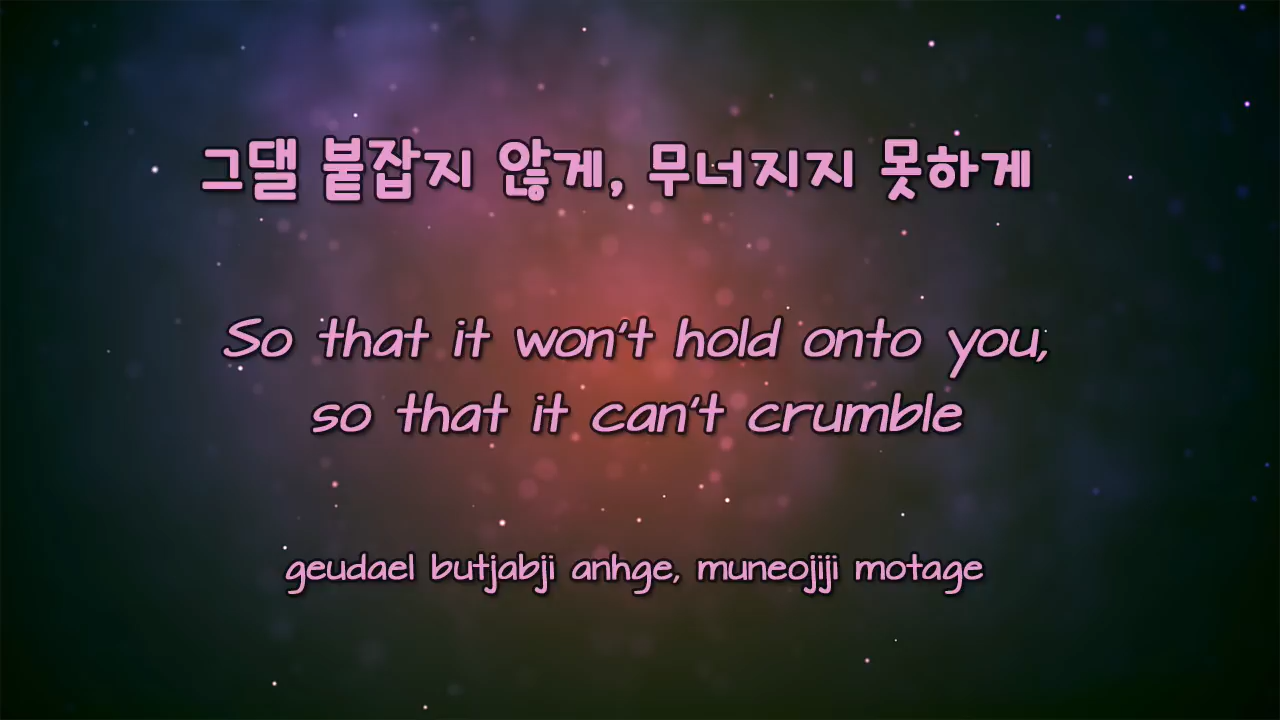 그댈 붙잡지 않게, 무너지지 못하게
So that it won't hold onto you,
so that it can't crumble
geudael butjabji anhge, muneojiji motage